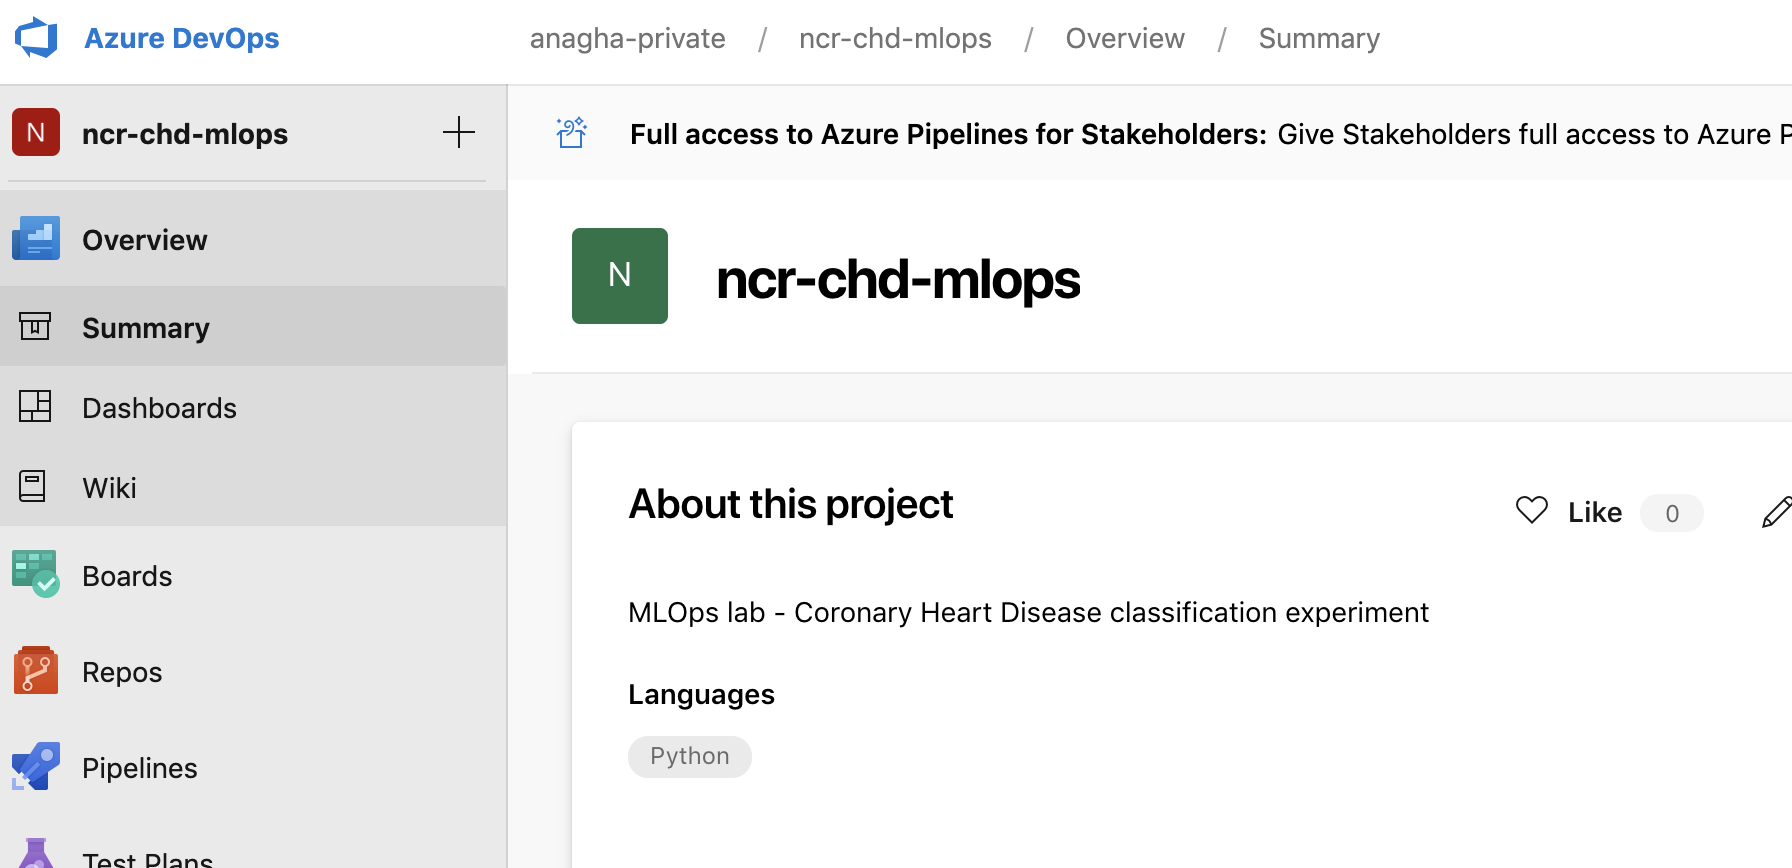 Azure DevOps
anagha-private / ncr-chd-mlops / Overview / Summary
N ncr-chd-mlops
Overview
Summary
Dashboards
Wiki
Boards
Repos
Pipelines
Test Plans
Full access to Azure Pipelines for Stakeholders: Give Stakeholders full access to Azure P
N ncr-chd-mlops
About this project
Like 0
MLOps lab - Coronary Heart Disease classification experiment
Languages
Python